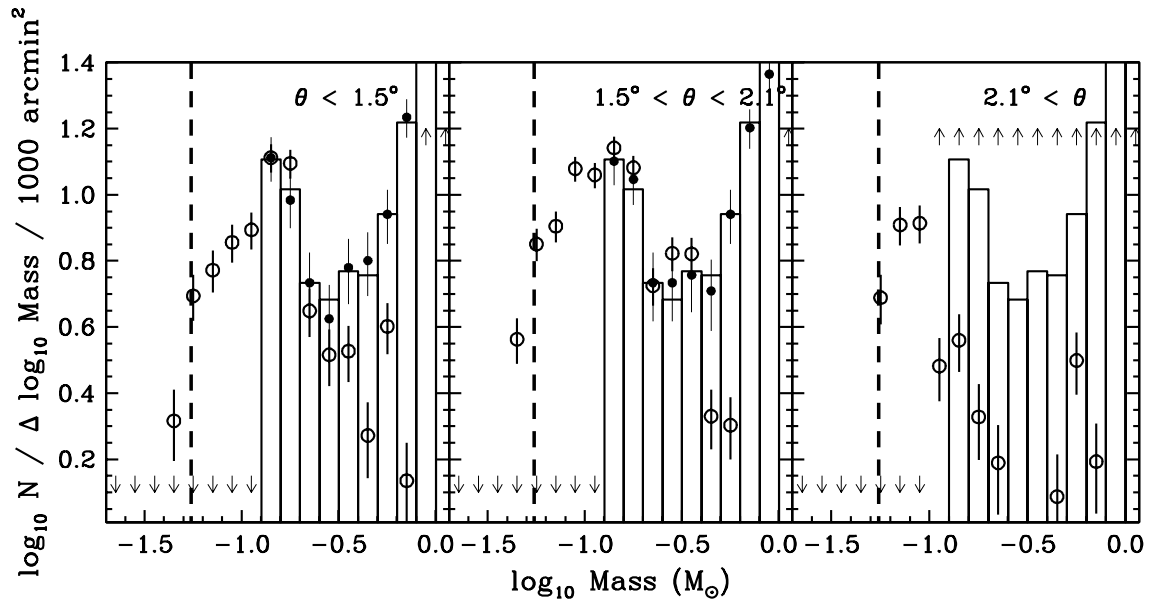 log₁₀ N / Δ log₁₀ Mass / 1000 arcmin²
1.4
1.2
1.0
0.8
0.6
0.4
0.2
θ < 1.5°
1.5° < θ < 2.1°
2.1° < θ
−1.5 −1.0 −0.5 0.0 −1.5 −1.0 −0.5 0.0 −1.5 −1.0 −0.5 0.0
log₁₀ Mass (M☉)